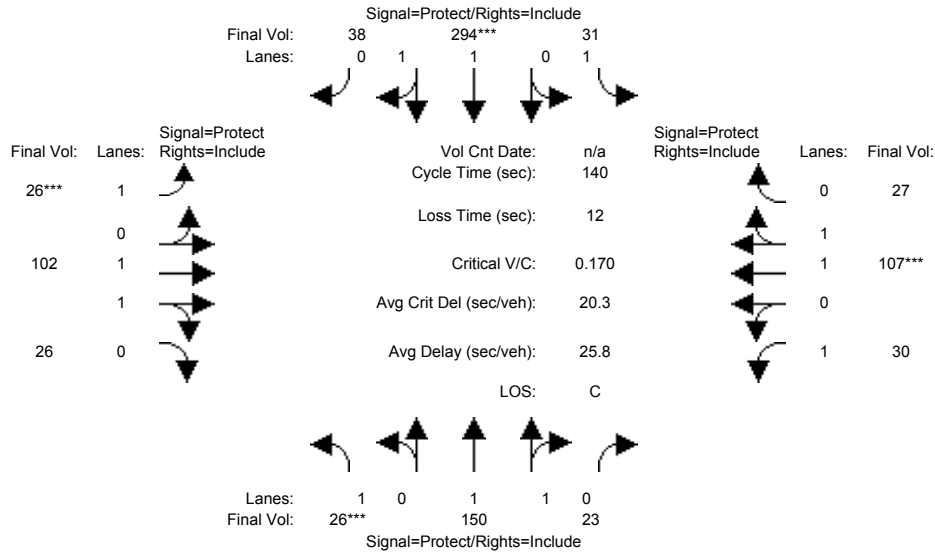 Signal=Protect/Rights=Include
Final Vol: 38 294*** 31
Lanes: 0 1 1 0 1
Signal=Protect
Final Vol: Lanes: Rights=Include
Vol Cnt Date: n/a
Signal=Protect
Rights=Include Lanes: Final Vol:
Cycle Time (sec): 140
26*** 1
0 27
Loss Time (sec): 12
0
1
102 1
Critical V/C: 0.170
1 107***
1
Avg Crit Del (sec/veh): 20.3
0
26 0
Avg Delay (sec/veh): 25.8
1 30
LOS: C
Lanes: 1 0 1 1 0
Final Vol: 26*** 150 23
Signal=Protect/Rights=Include